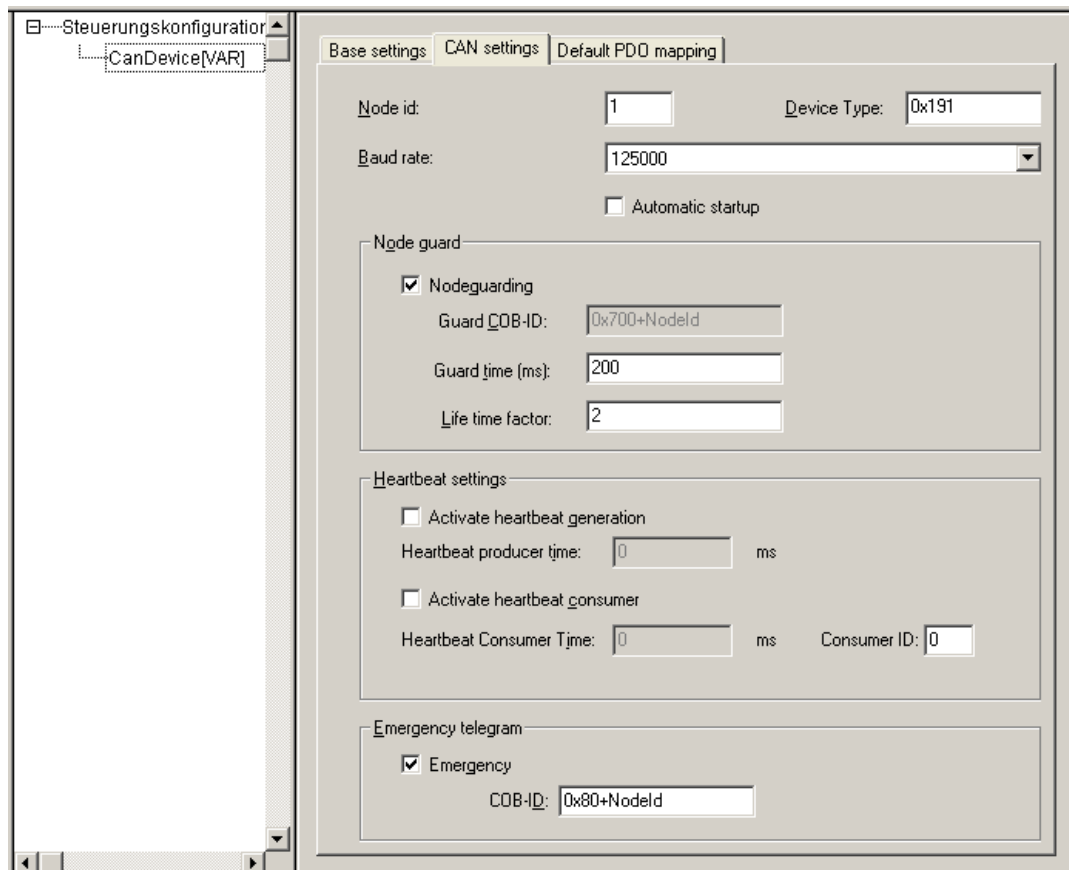 Steuerungskonfiguration
CanDevice[VAR]
Base settings CAN settings Default PDO mapping
Node id: 1 Device Type: 0x191
Baud rate: 125000
Automatic startup
Node guard
Nodeguarding
Guard COB-ID: 0x700+NodeId
Guard time (ms): 200
Life time factor: 2
Heartbeat settings
Activate heartbeat generation
Heartbeat producer time: 0 ms
Activate heartbeat consumer
Heartbeat Consumer Time: 0 ms Consumer ID: 0
Emergency telegram
Emergency
COB-ID: 0x80+NodeId